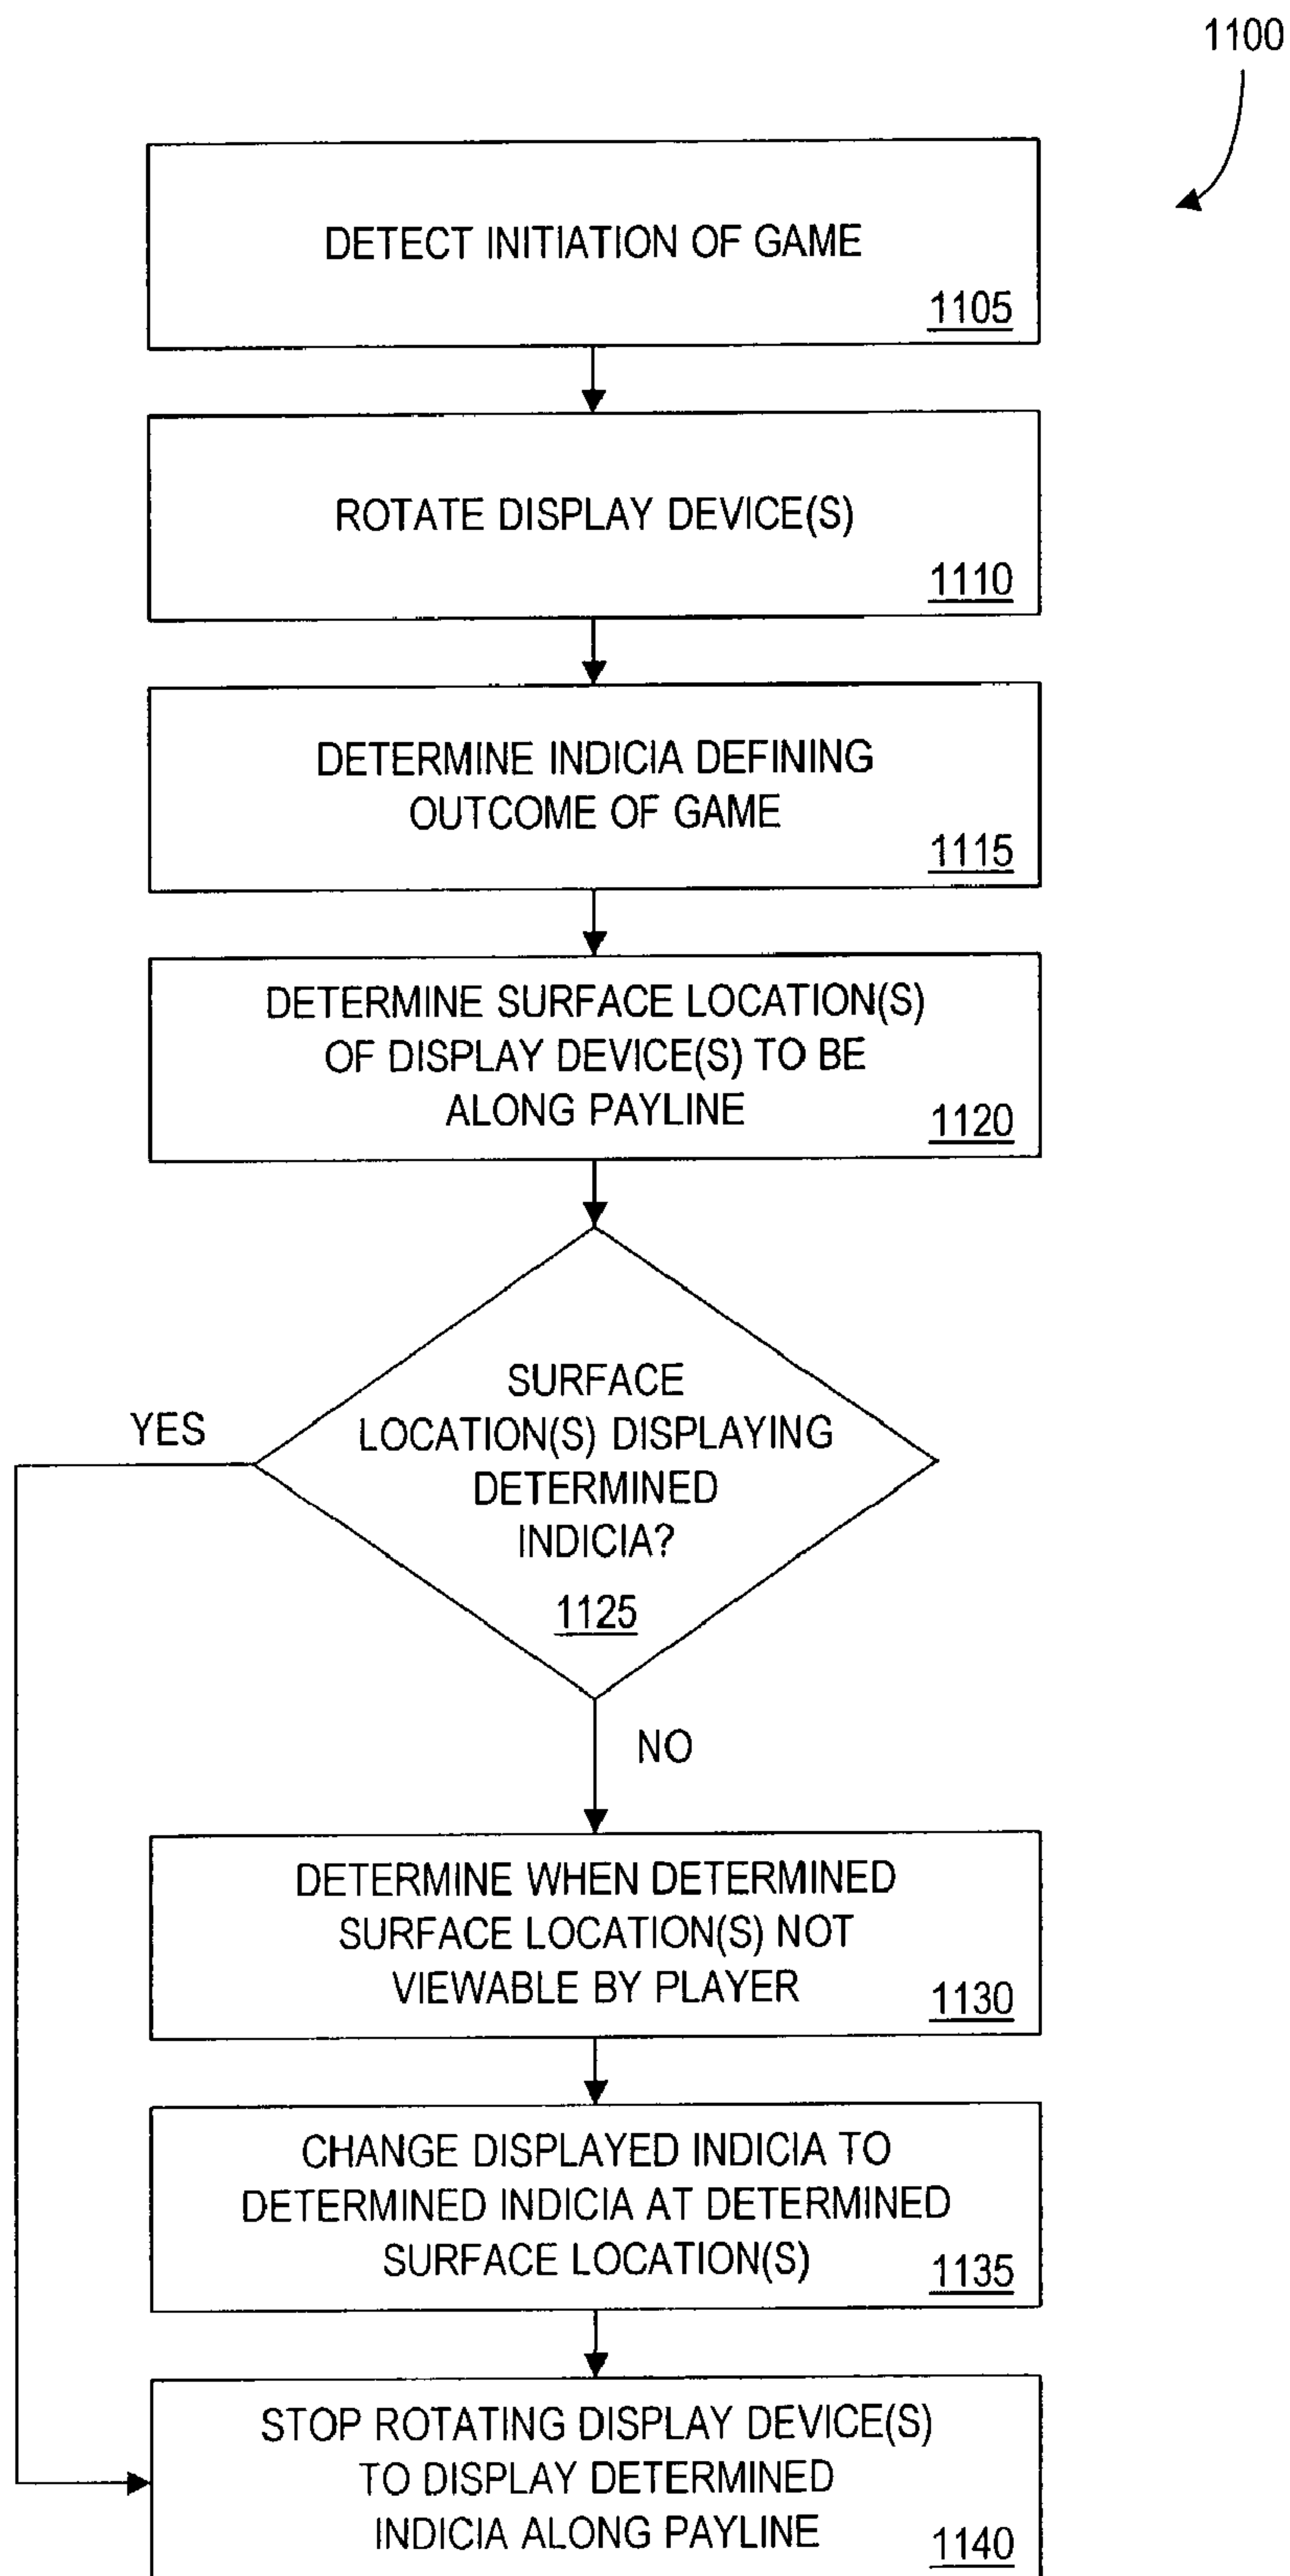 1100
DETECT INITIATION OF GAME
1105
ROTATE DISPLAY DEVICE(S)
1110
DETERMINE INDICIA DEFINING
OUTCOME OF GAME
1115
DETERMINE SURFACE LOCATION(S)
OF DISPLAY DEVICE(S) TO BE
ALONG PAYLINE
1120
SURFACE
LOCATION(S) DISPLAYING
DETERMINED
INDICIA?
1125
YES
NO
DETERMINE WHEN DETERMINED
SURFACE LOCATION(S) NOT
VIEWABLE BY PLAYER
1130
CHANGE DISPLAYED INDICIA TO
DETERMINED INDICIA AT DETERMINED
SURFACE LOCATION(S)
1135
STOP ROTATING DISPLAY DEVICE(S)
TO DISPLAY DETERMINED
INDICIA ALONG PAYLINE
1140